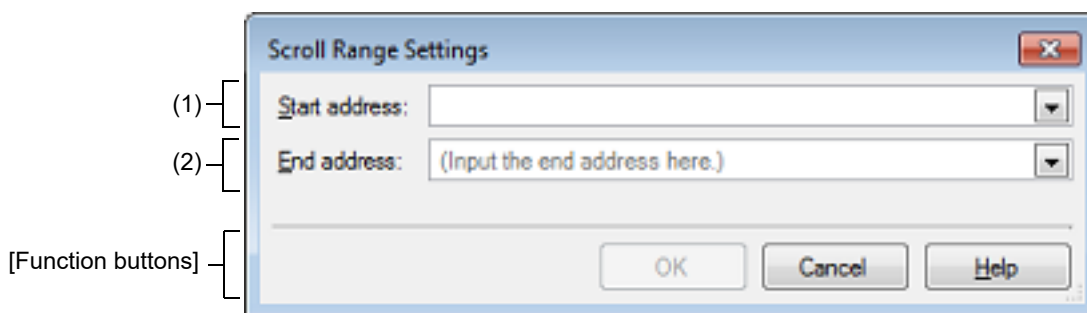 Scroll Range Settings
(1) Start address:
(2) End address: (Input the end address here.)
[Function buttons] OK Cancel Help